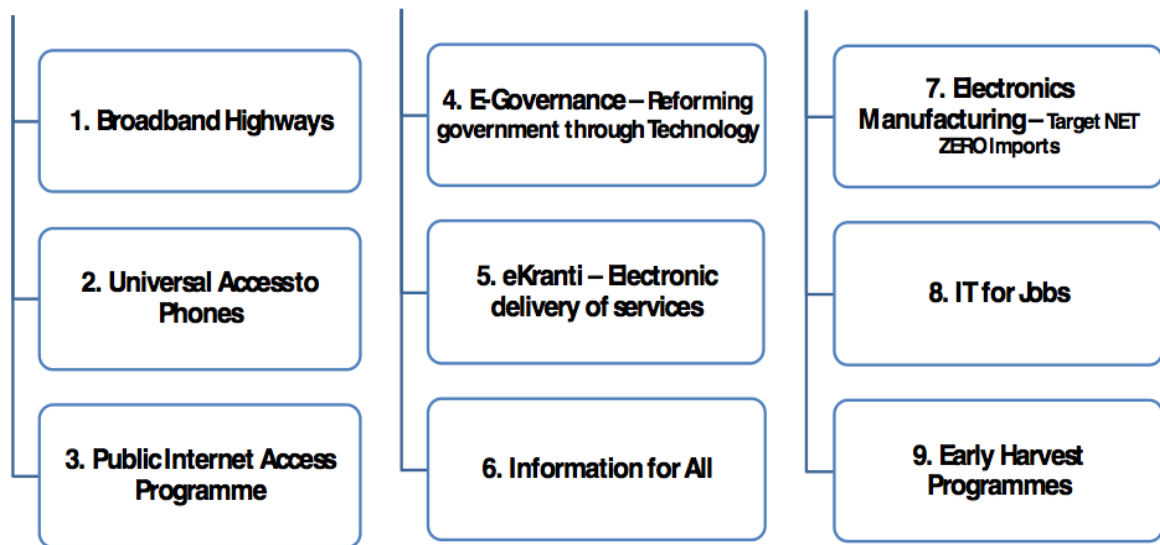 1. Broadband Highways
2. Universal Accessto
Phones
3. Public Internet Access
Programme
4. E-Governance – Reforming
government through Technology
5. eKranti – Electronic
delivery of services
6. Information for All
7. Electronics
Manufacturing – Target NET
ZERO Imports
8. IT for Jobs
9. Early Harvest
Programmes